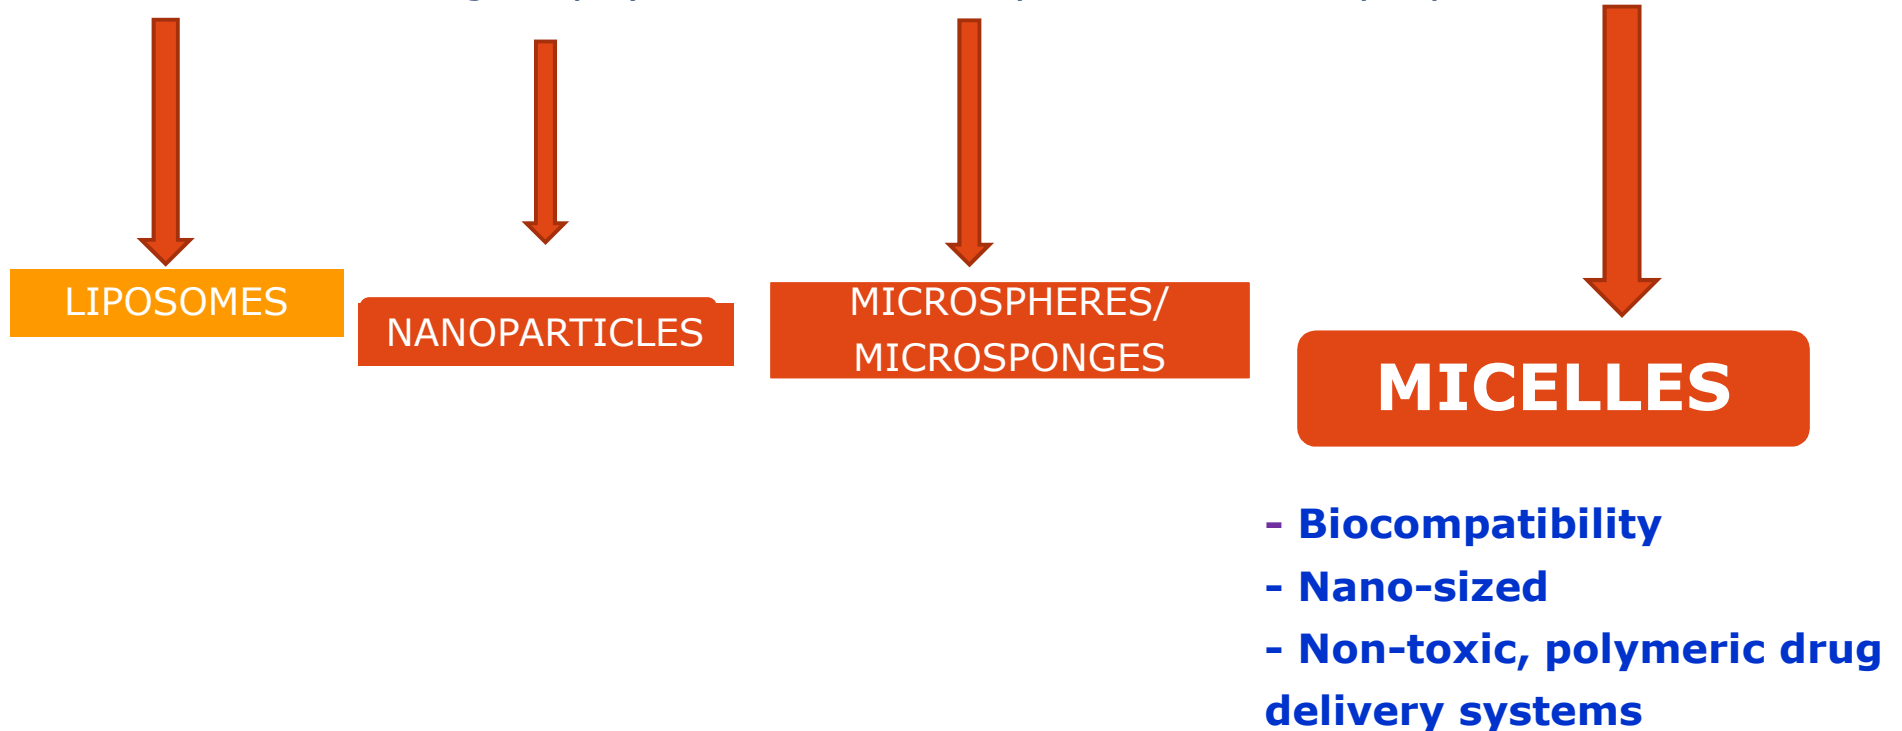 LIPOSOMES
NANOPARTICLES
MICROSPHERES/
MICROSPONGES
MICELLES
- Biocompatibility
- Nano-sized
- Non-toxic, polymeric drug
delivery systems